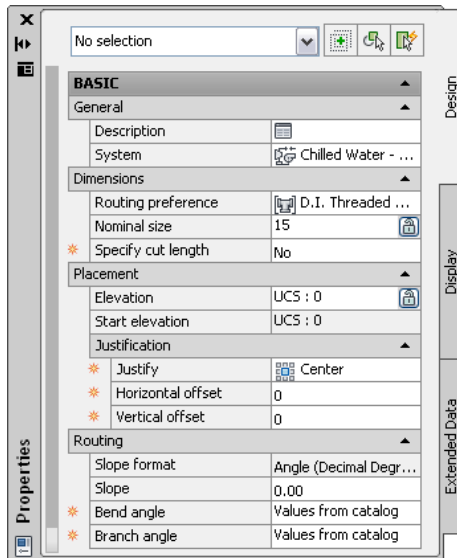 No selection
BASIC
General
Description
System Chilled Water - ...
Dimensions
Routing preference D.I. Threaded ...
Nominal size 15
Specify cut length No
Placement
Elevation UCS : 0
Start elevation UCS : 0
Justification
Justify Center
Horizontal offset 0
Vertical offset 0
Routing
Slope format Angle (Decimal Degr...
Slope 0.00
Bend angle Values from catalog
Branch angle Values from catalog
Properties
Design
Display
Extended Data